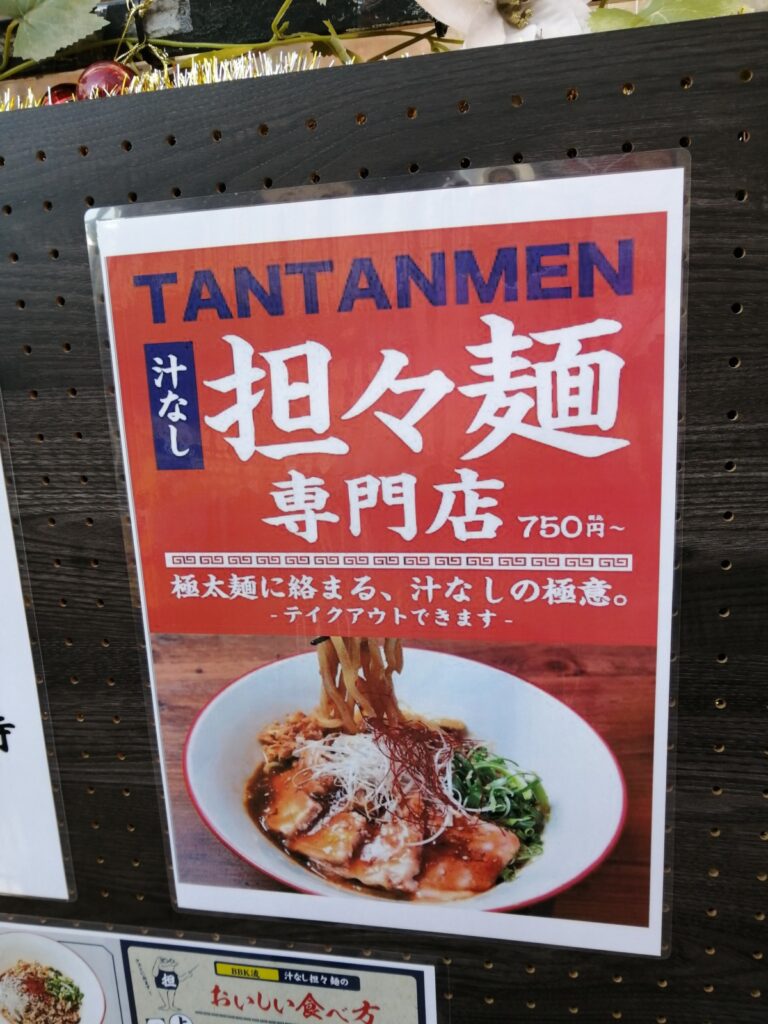 TANTANMEN
汁なし
担々麺
専門店 750円~
極太麺に絡まる、汁なしの極意。
- テイクアウトできます -
担
BBK流 汁なし担々麺の
おいしい食べ方